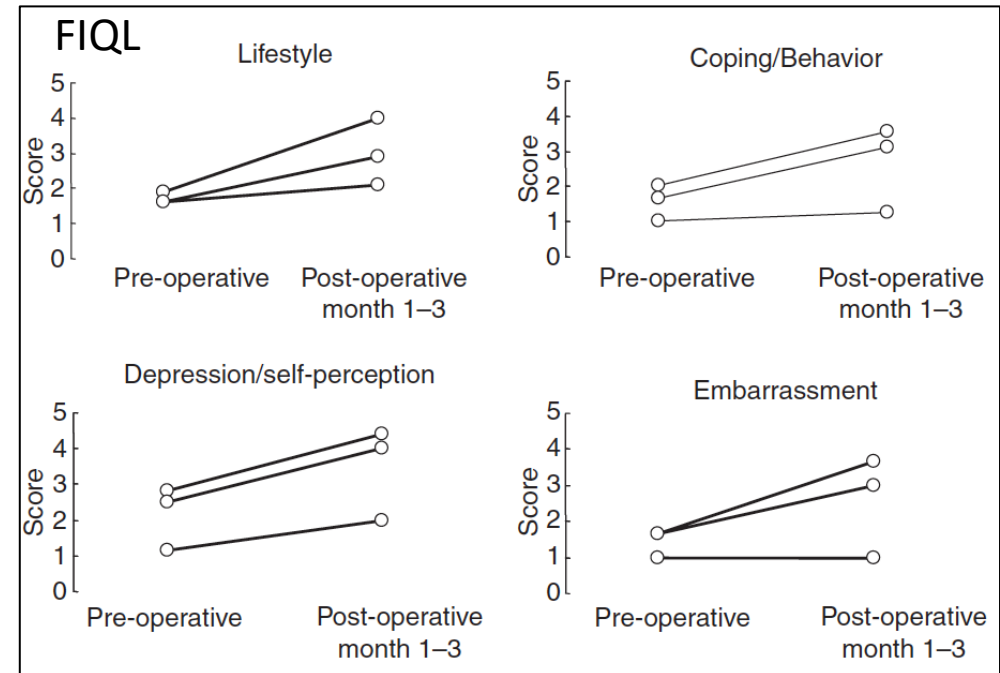 FIQL
Lifestyle
5
4
3
2
1
0
Score
Pre-operative
Post-operative
month 1–3
Coping/Behavior
5
4
3
2
1
0
Score
Pre-operative
Post-operative
month 1–3
Depression/self-perception
5
4
3
2
1
0
Score
Pre-operative
Post-operative
month 1–3
Embarrassment
5
4
3
2
1
0
Score
Pre-operative
Post-operative
month 1–3